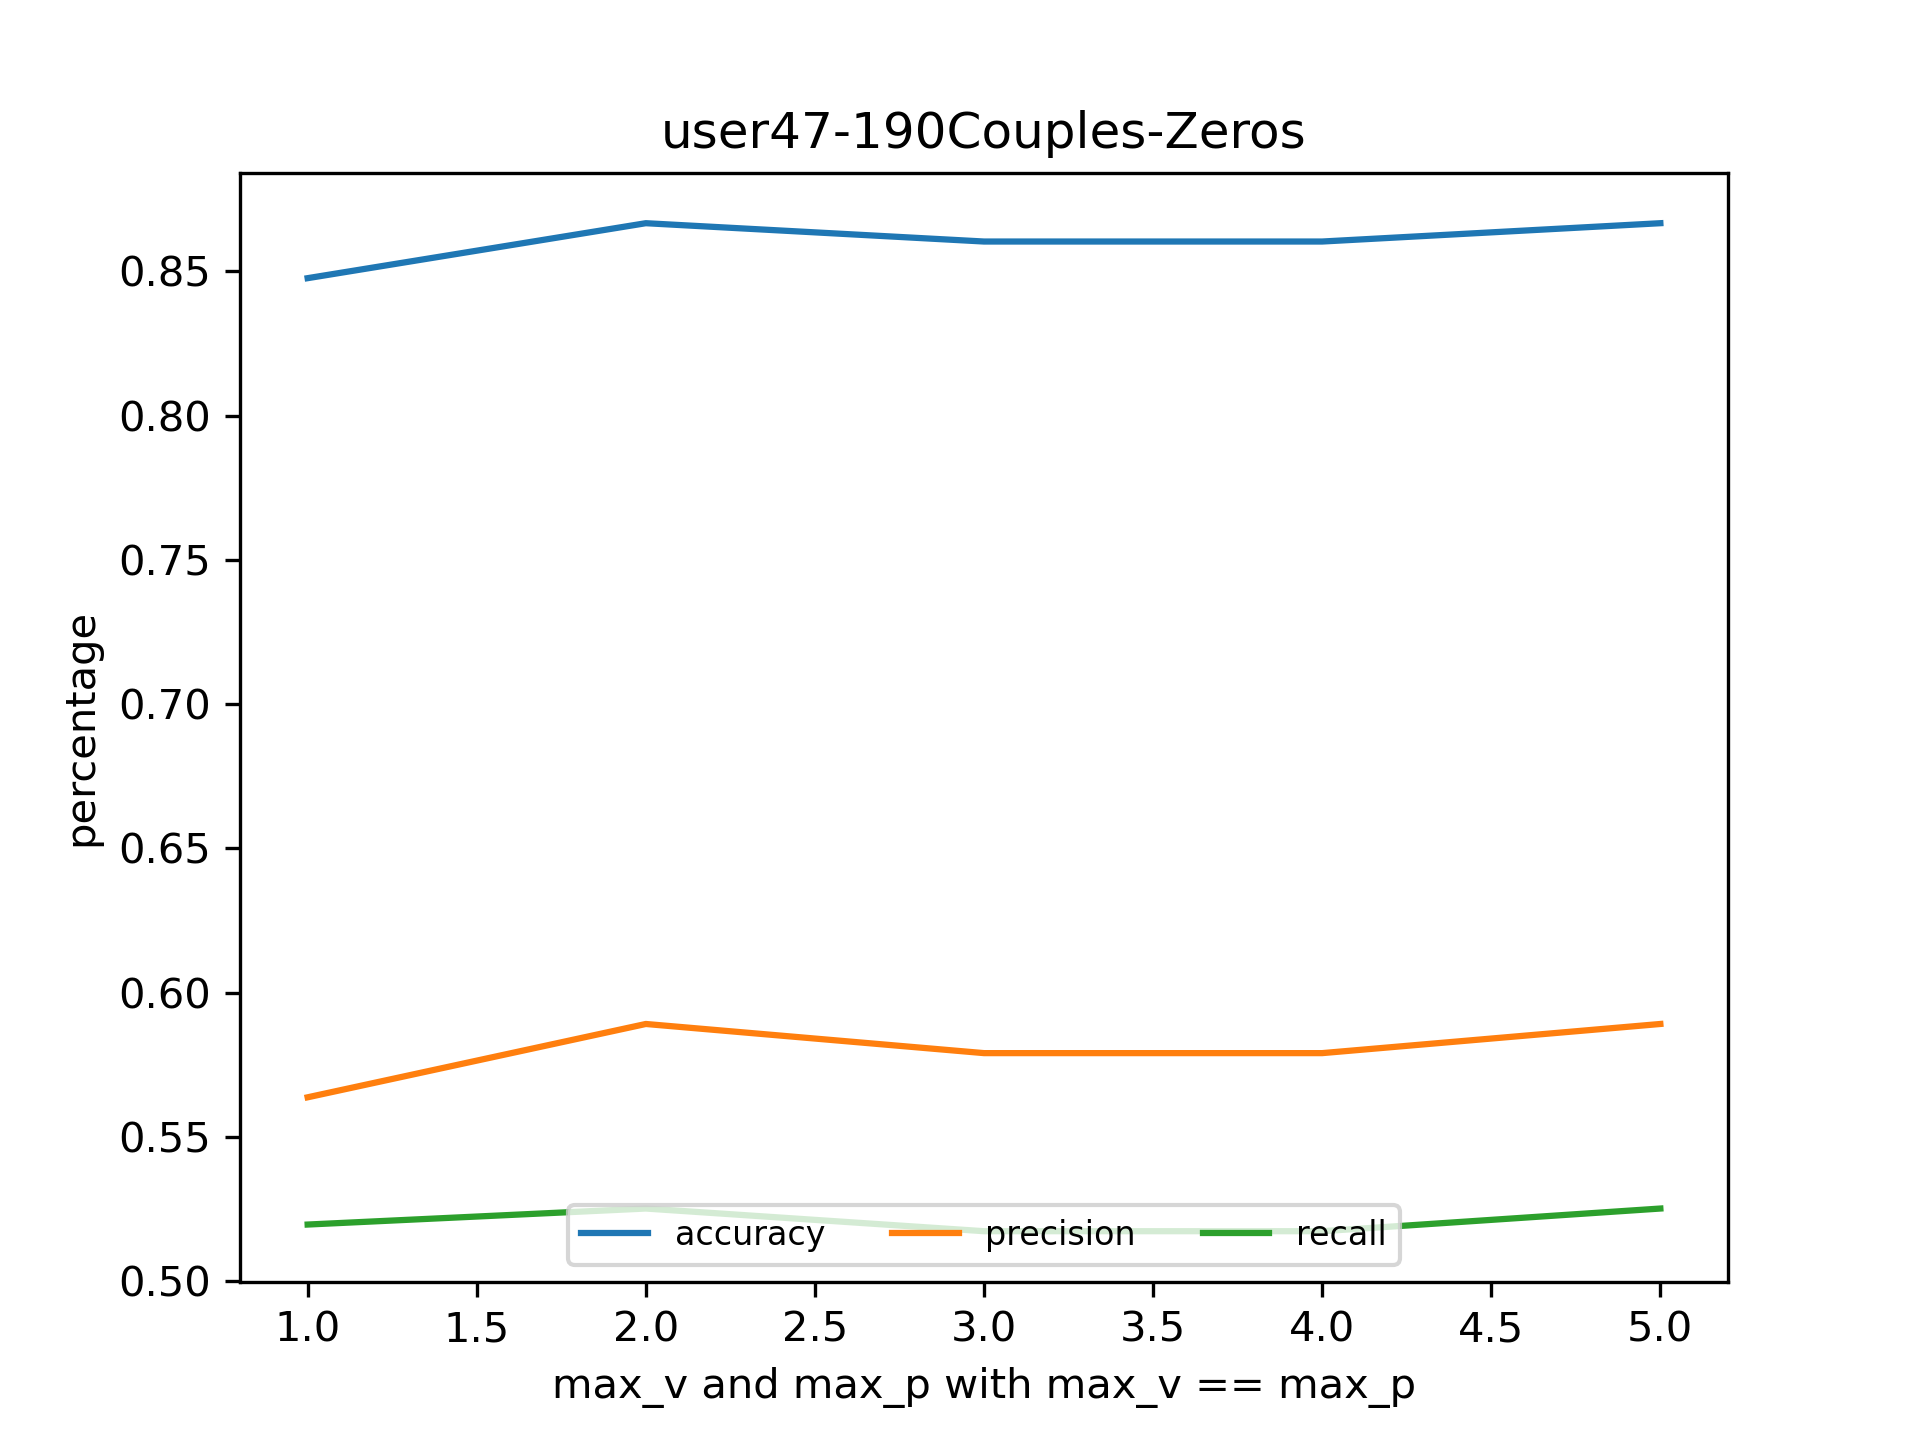 user47-190Couples-Zeros
percentage
0.85
0.80
0.75
0.70
0.65
0.60
0.55
0.50
accuracy precision recall
1.0 1.5 2.0 2.5 3.0 3.5 4.0 4.5 5.0
max_v and max_p with max_v == max_p